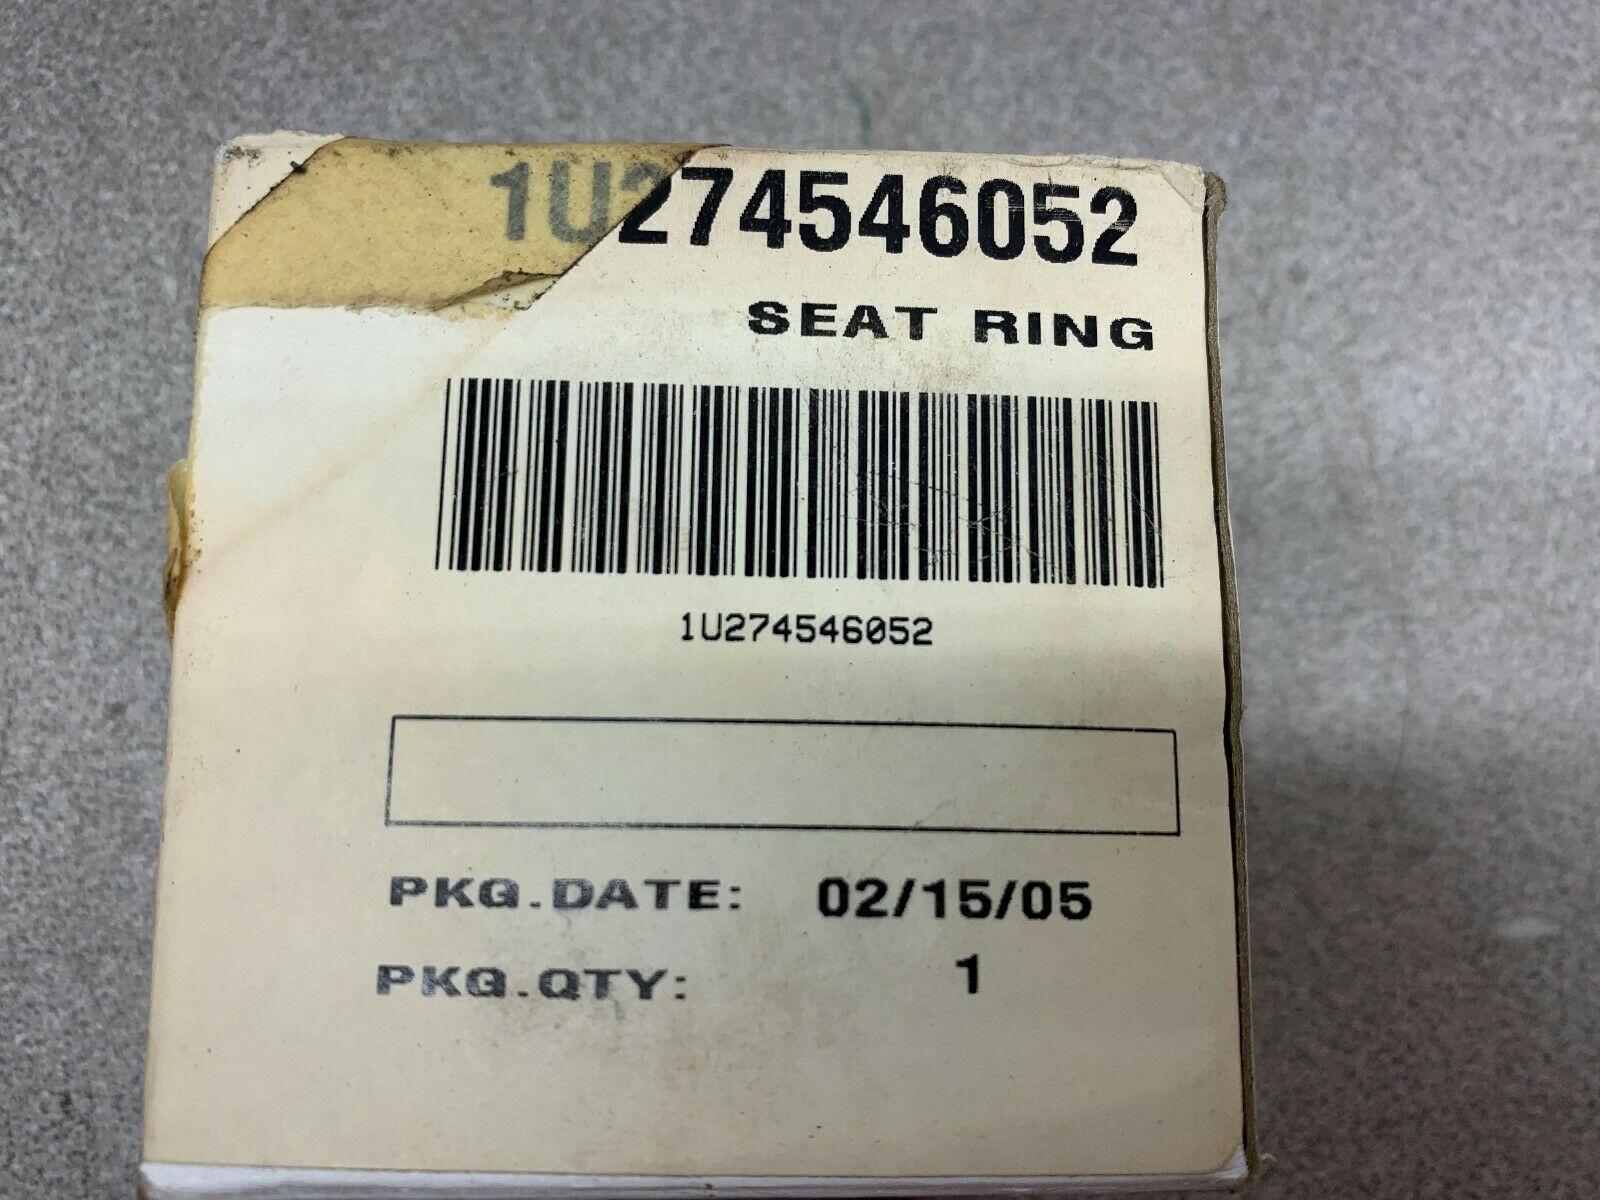 1U274546052
SEAT RING
1U274546052
PKG.DATE: 02/15/05
PKG.QTY: 1